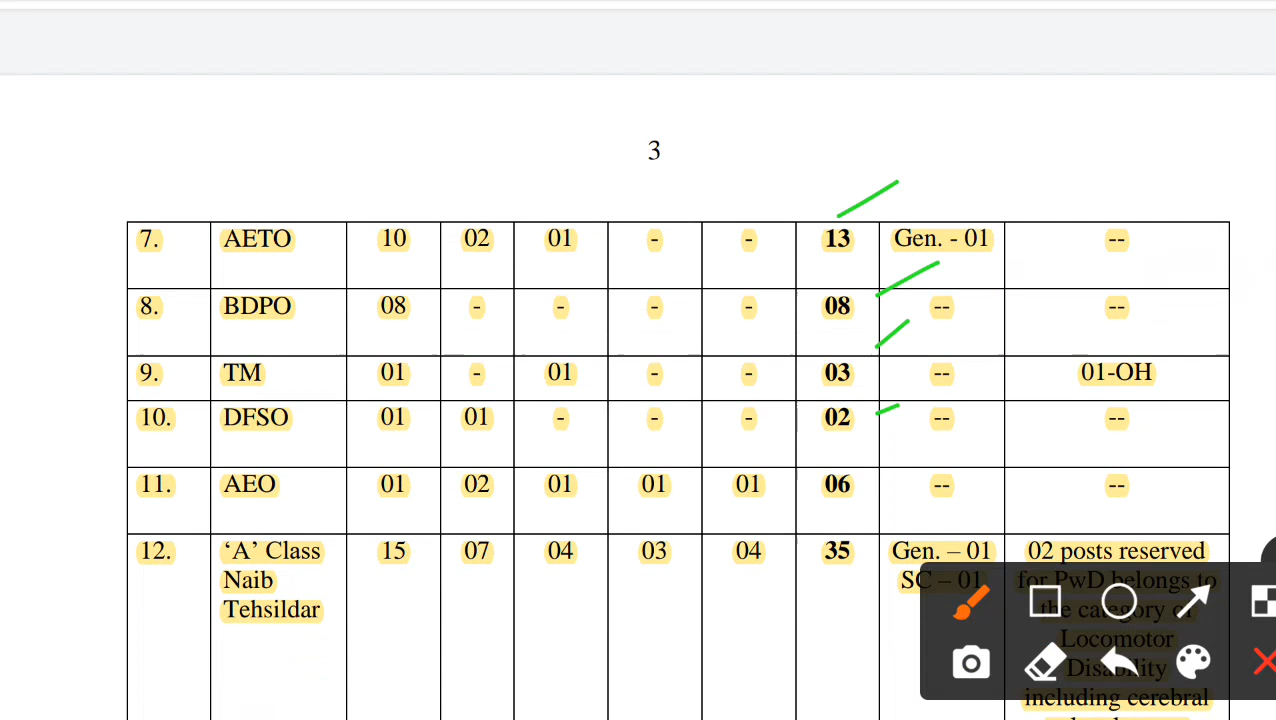 3
7. AETO 10 02 01 - - 13 Gen. - 01 --
8. BDPO 08 - - - - 08 -- --
9. TM 01 - 01 - - 03 -- 01-OH
10. DFSO 01 01 - - - 02 -- --
11. AEO 01 02 01 01 01 06 -- --
12. ‘A’ Class 15 07 04 03 04 35 Gen. – 01 02 posts reserved
Naib SC – 01 for PwD belongs to
Tehsildar the category of
Locomotor
Disability
including cerebral